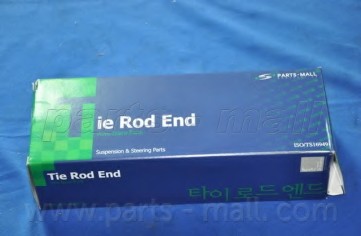 PARTS-MALL
Tie Rod End
Suspension & Steering Parts
ISO/TS16949
Tie Rod End
타이로드엔드
www.parts-mall.com